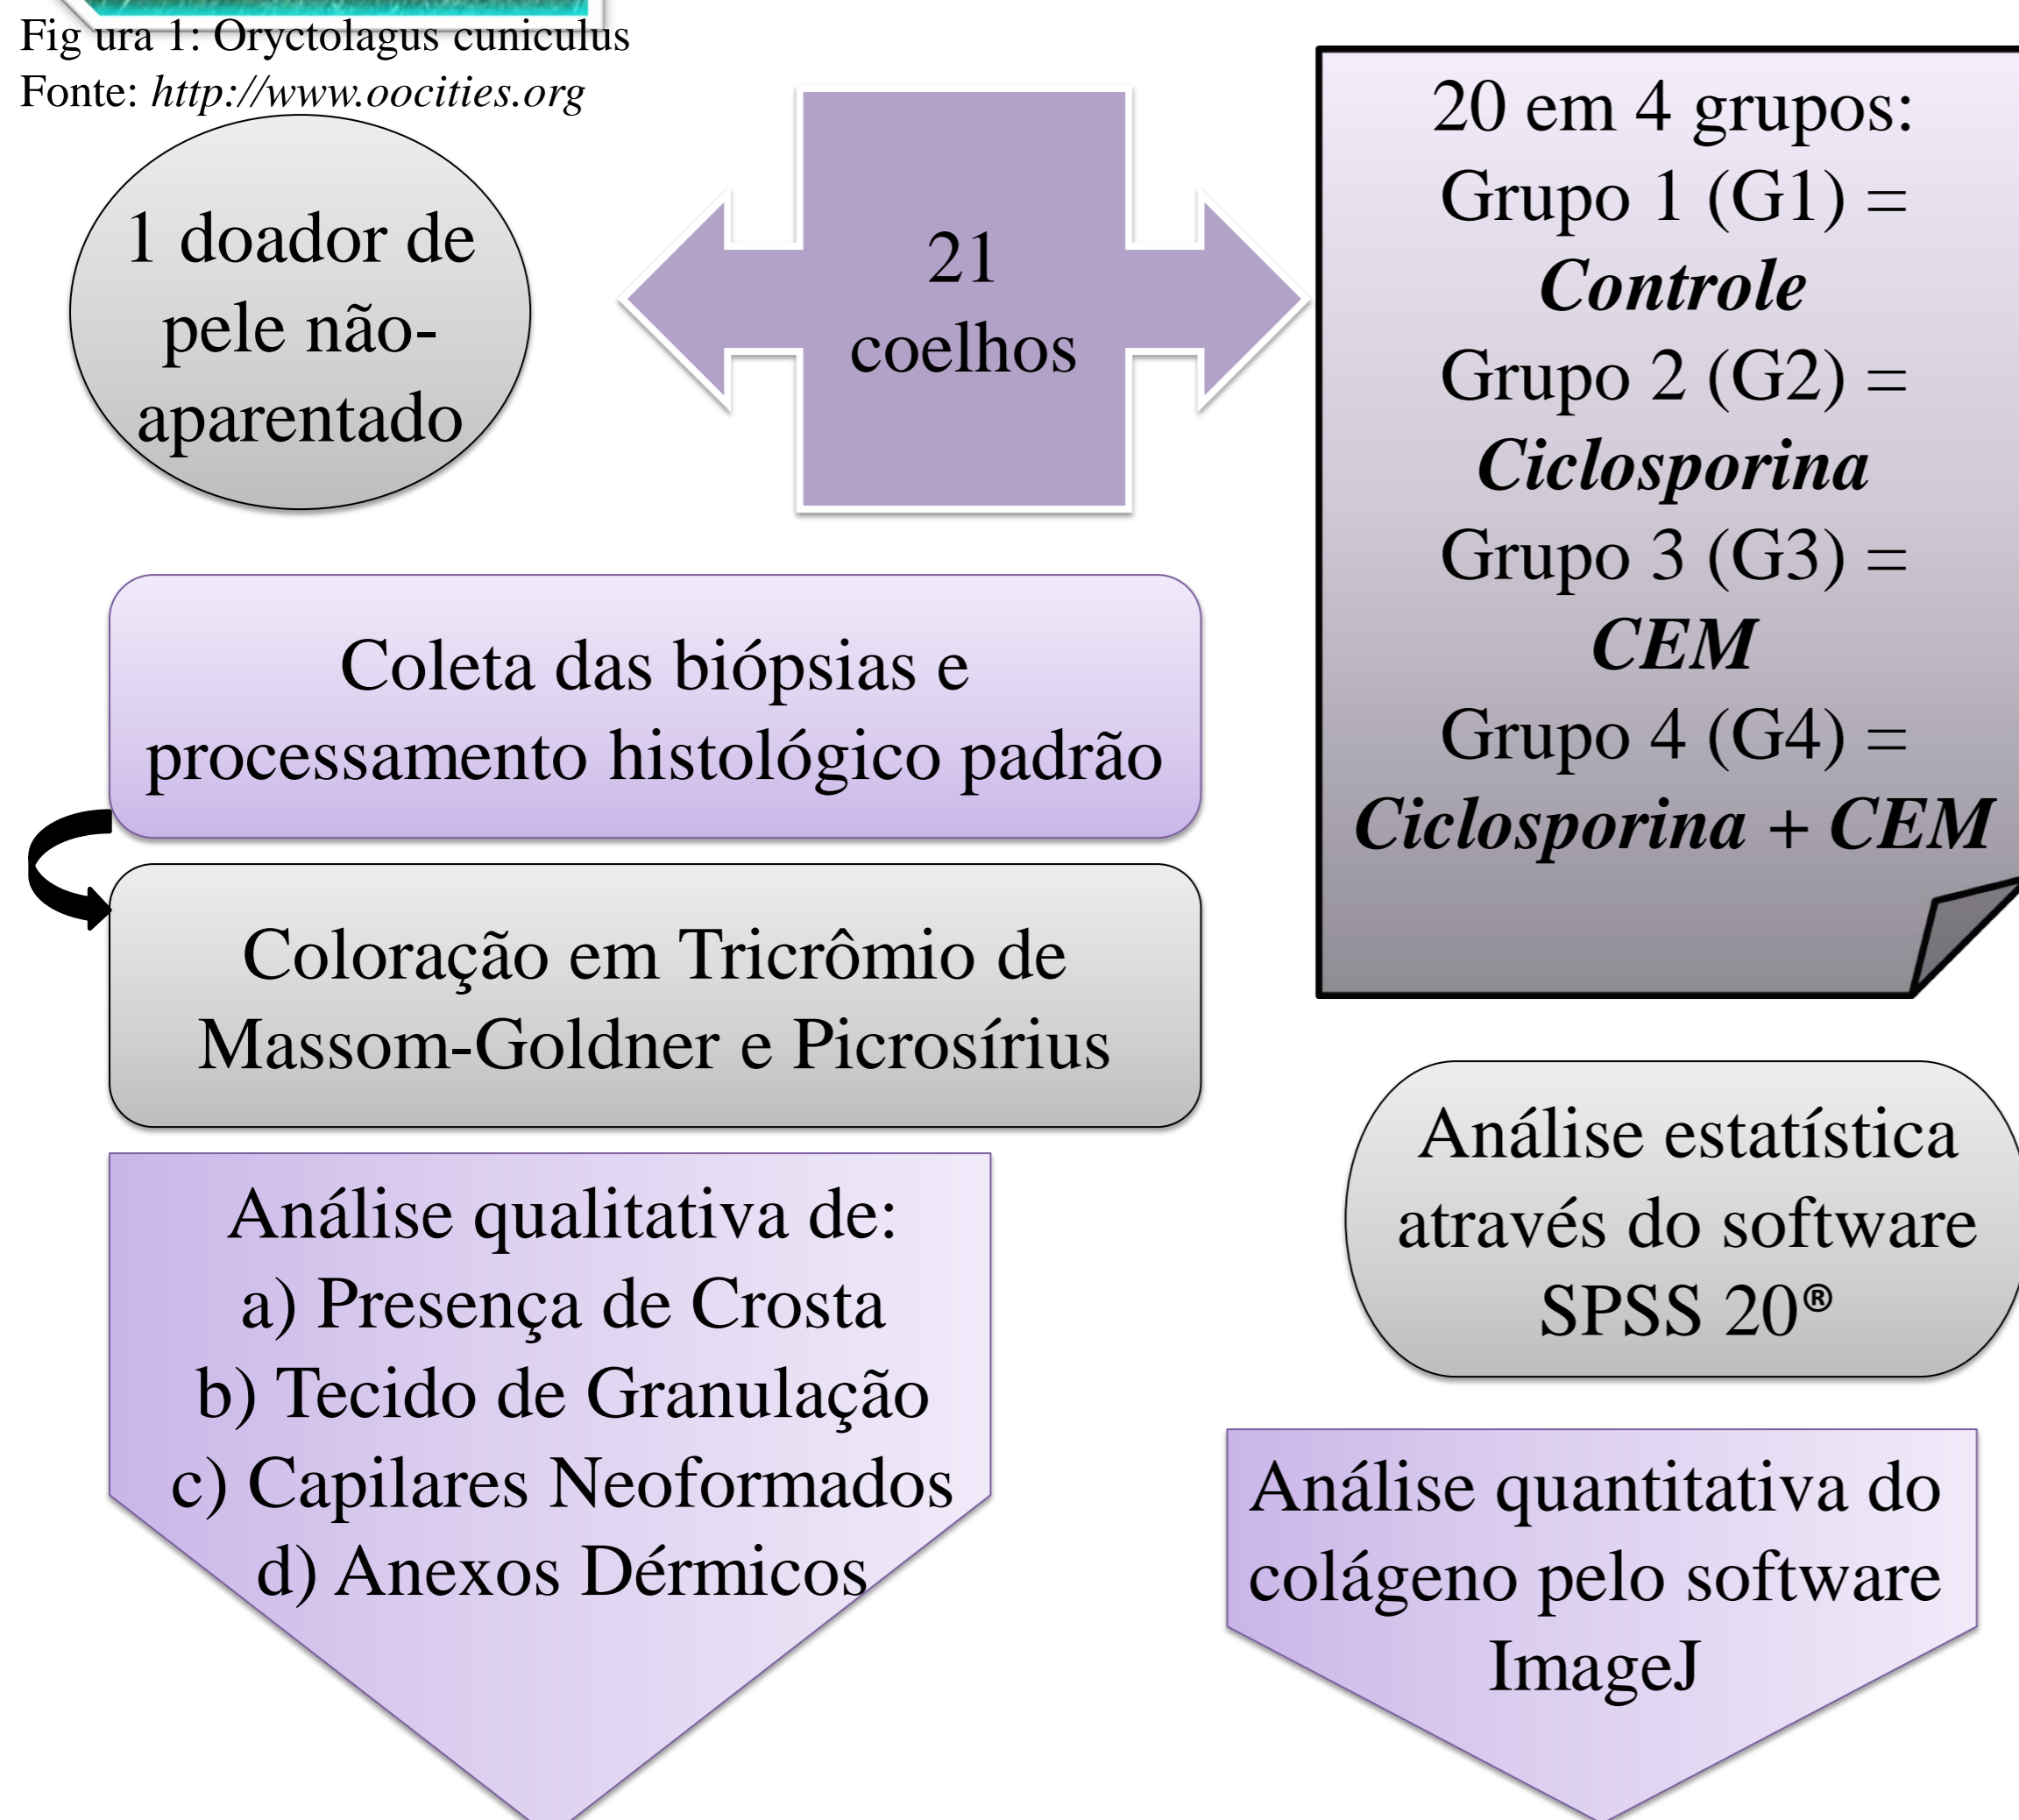 Fig ura 1: Oryctolagus cuniculus
Fonte: http://www.oocities.org
1 doador de
pele não-
aparentado
21
coelhos
20 em 4 grupos:
Grupo 1 (G1) =
Controle
Grupo 2 (G2) =
Ciclosporina
Grupo 3 (G3) =
CEM
Grupo 4 (G4) =
Ciclosporina + CEM
Coleta das biópsias e
processamento histológico padrão
Coloração em Tricrômio de
Massom-Goldner e Picrosírius
Análise qualitativa de:
a) Presença de Crosta
b) Tecido de Granulação
c) Capilares Neoformados
d) Anexos Dérmicos
Análise estatística
através do software
SPSS 20®
Análise quantitativa do
colágeno pelo software
ImageJ